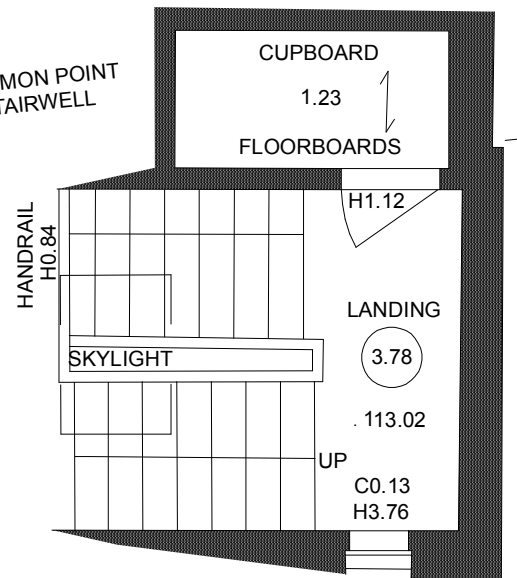 MON POINT
TAIRWELL
CUPBOARD
1.23
FLOORBOARDS
H1.12
HANDRAIL
H0.84
LANDING
3.78
SKYLIGHT
. 113.02
UP
C0.13
H3.76